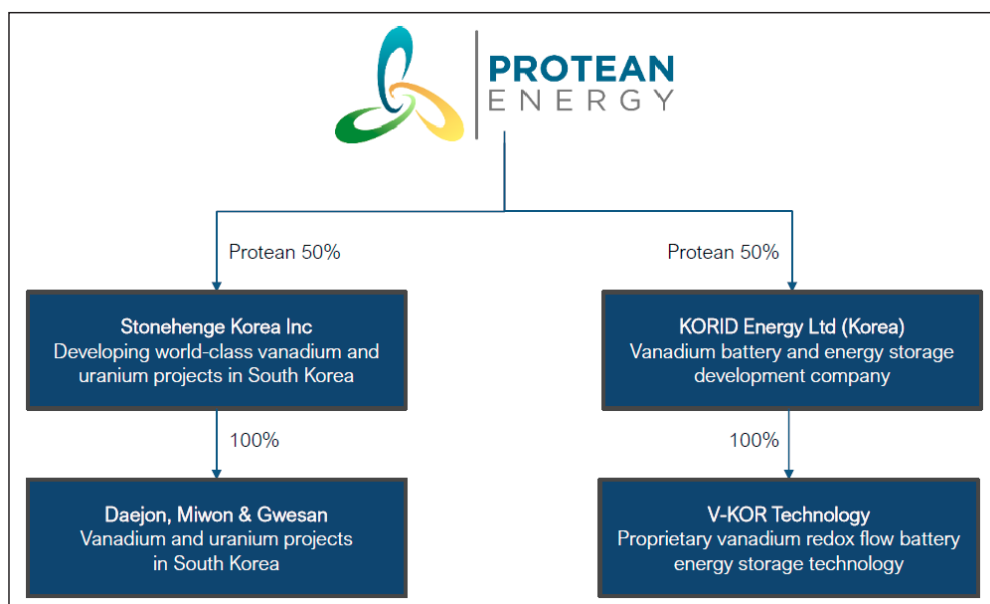 PROTEAN
ENERGY
Protean 50%
Protean 50%
Stonehenge Korea Inc
Developing world-class vanadium and
uranium projects in South Korea
KORID Energy Ltd (Korea)
Vanadium battery and energy storage
development company
100%
100%
Daejon, Miwon & Gwesan
Vanadium and uranium projects
in South Korea
V-KOR Technology
Proprietary vanadium redox flow battery
energy storage technology